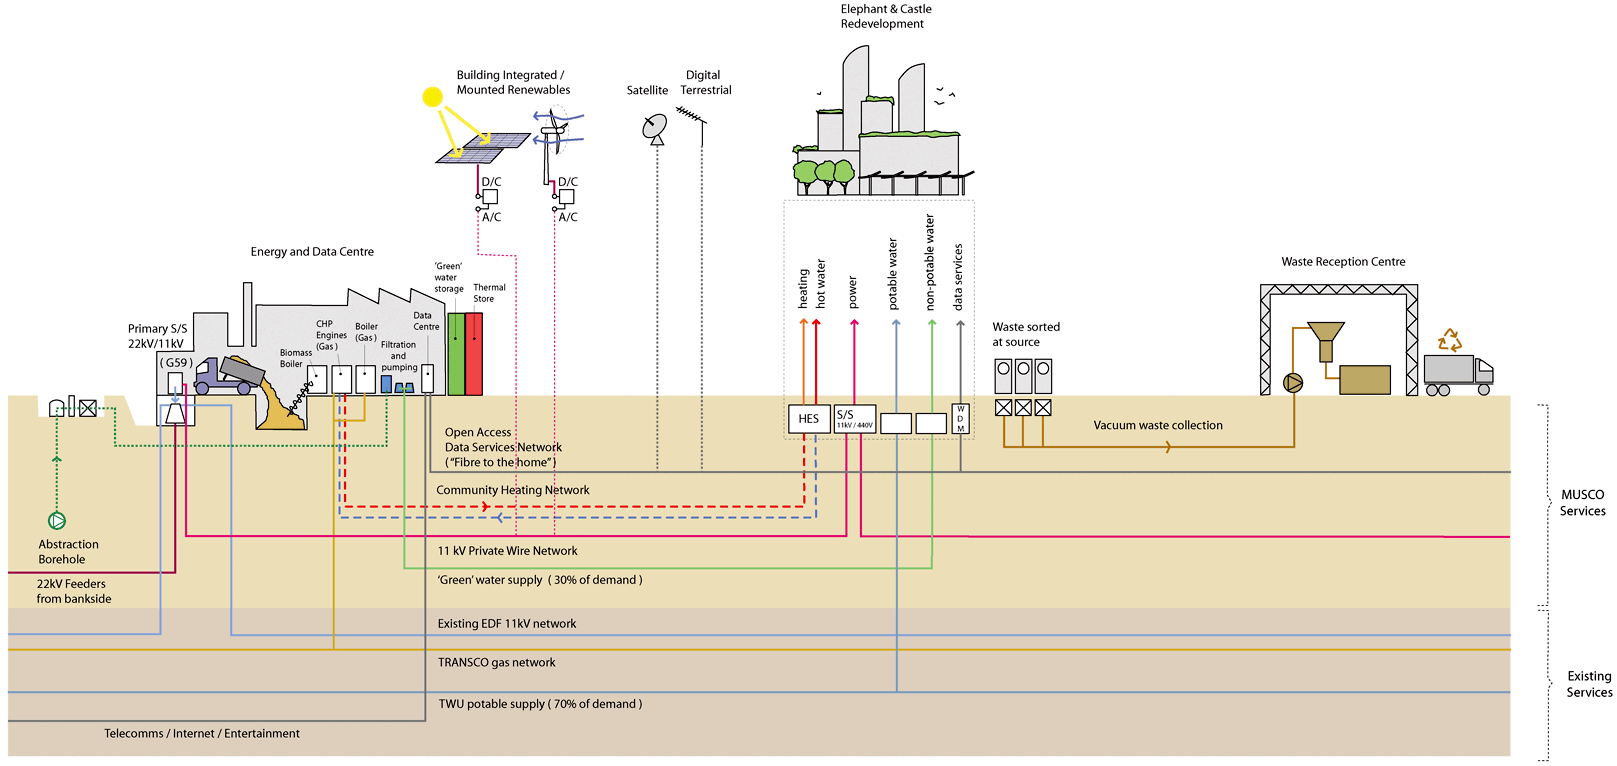 Elephant & Castle
Redevelopment
Building Integrated /
Mounted Renewables
Satellite
Digital
Terrestrial
D/C
A/C
D/C
A/C
Energy and Data Centre
'Green'
water
storage
Thermal
Store
Primary S/S
22kV/11kV
( G59 )
Biomass
Boiler
CHP
Engines
(Gas )
Boiler
(Gas )
Filtration
and
pumping
Data
Centre
heating
hot water
power
potable water
non-potable water
data services
HES
S/S
11kV / 440V
W
D
M
Waste sorted
at source
Waste Reception Centre
Vacuum waste collection
Open Access
Data Services Network
( "Fibre to the home" )
Community Heating Network
Abstraction
Borehole
11 kV Private Wire Network
22kV Feeders
from bankside
'Green' water supply ( 30% of demand )
MUSCO
Services
Existing EDF 11kV network
TRANSCO gas network
TWU potable supply ( 70% of demand )
Telecomms / Internet / Entertainment
Existing
Services